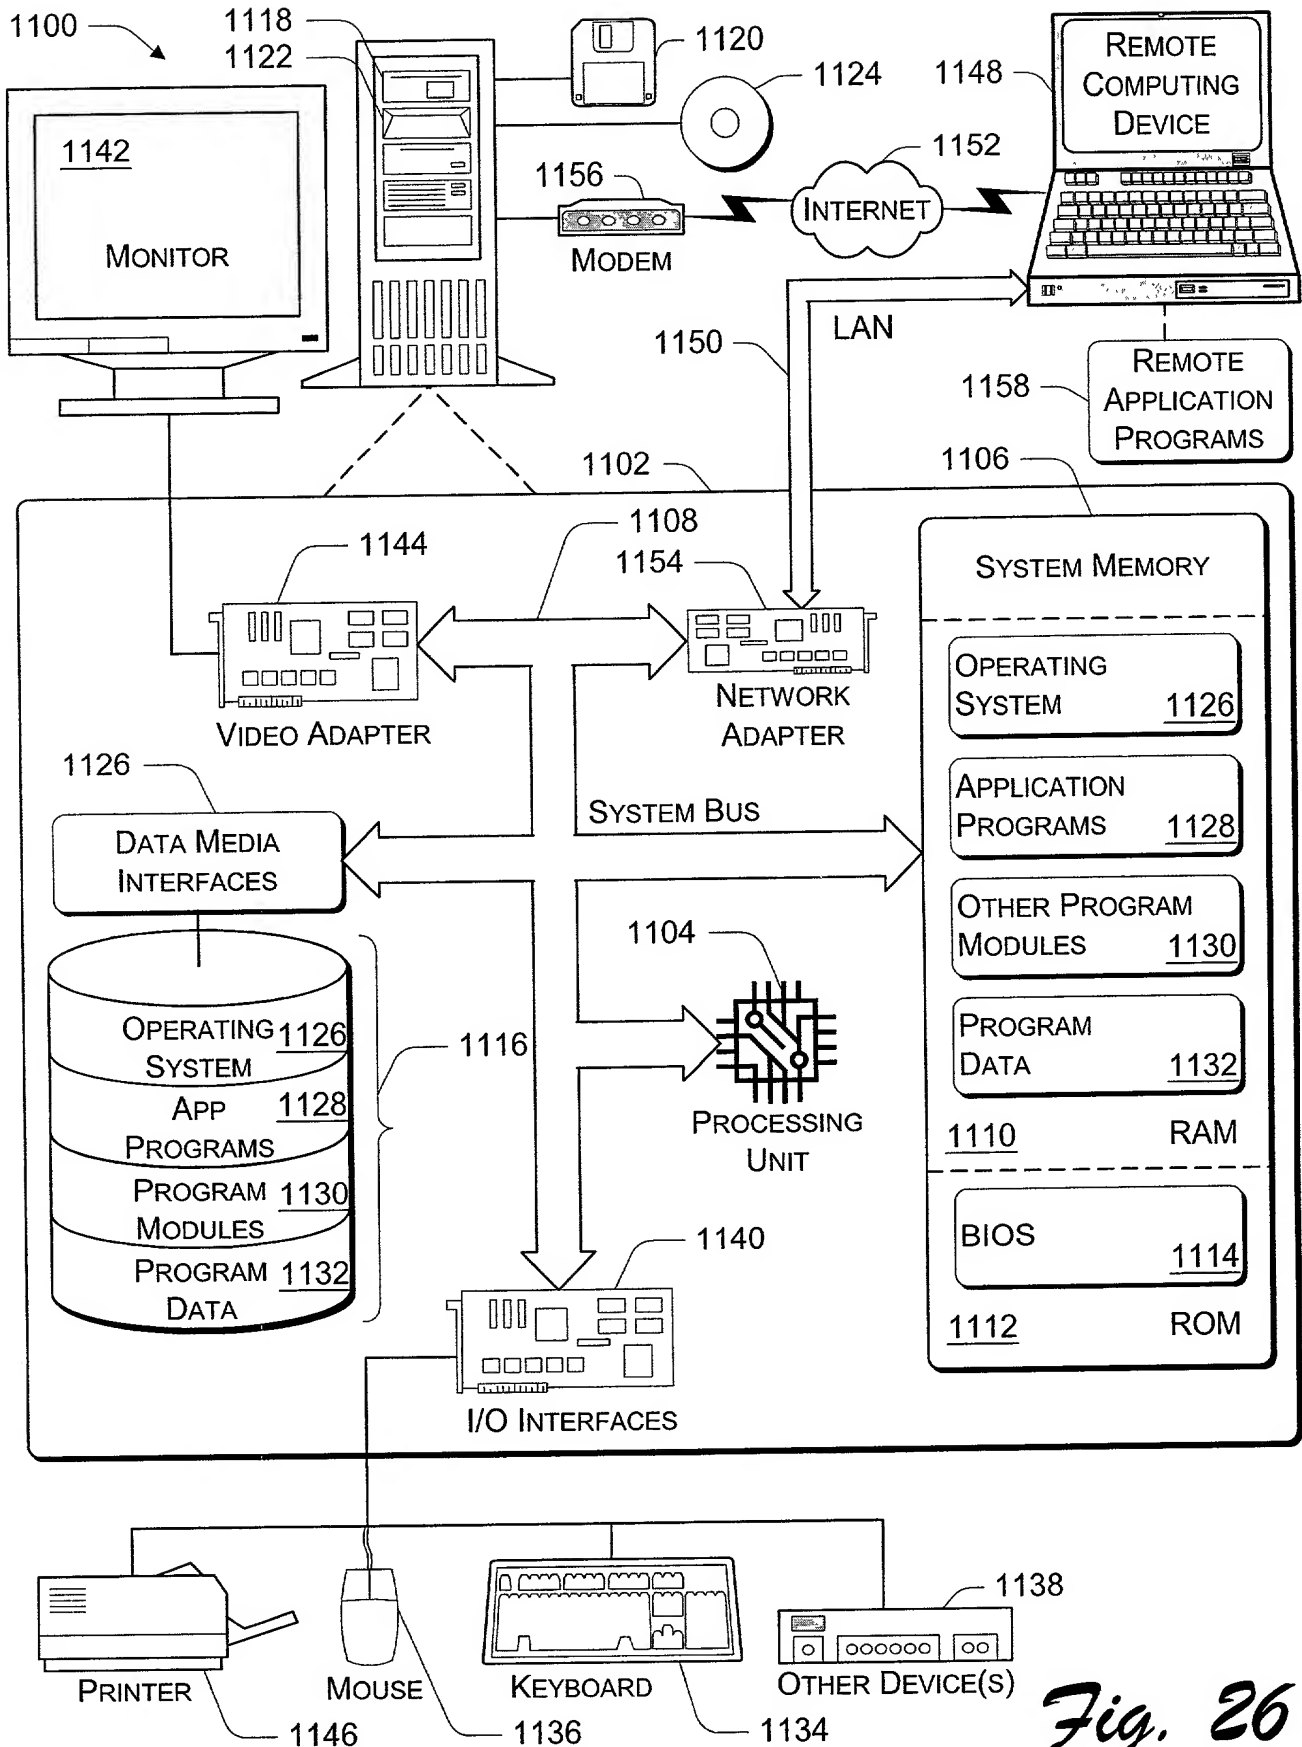 1100
1118
1122
1120
1124
1148
REMOTE
COMPUTING
DEVICE
1142
MONITOR
1156
MODEM
1152
INTERNET
1150
LAN
1158
REMOTE
APPLICATION
PROGRAMS
1102
1106
1144
1108
1154
VIDEO ADAPTER
NETWORK
ADAPTER
SYSTEM MEMORY
OPERATING
SYSTEM 1126
APPLICATION
PROGRAMS 1128
OTHER PROGRAM
MODULES 1130
PROGRAM
DATA 1132
1110 RAM
BIOS
1114
1112 ROM
1126
DATA MEDIA
INTERFACES
SYSTEM BUS
1104
PROCESSING
UNIT
OPERATING 1126
SYSTEM
APP 1128
PROGRAMS
PROGRAM 1130
MODULES
PROGRAM 1132
DATA
1116
1140
I/O INTERFACES
PRINTER
1146
MOUSE
1136
KEYBOARD
1134
1138
OTHER DEVICE(S)
Fig. 26